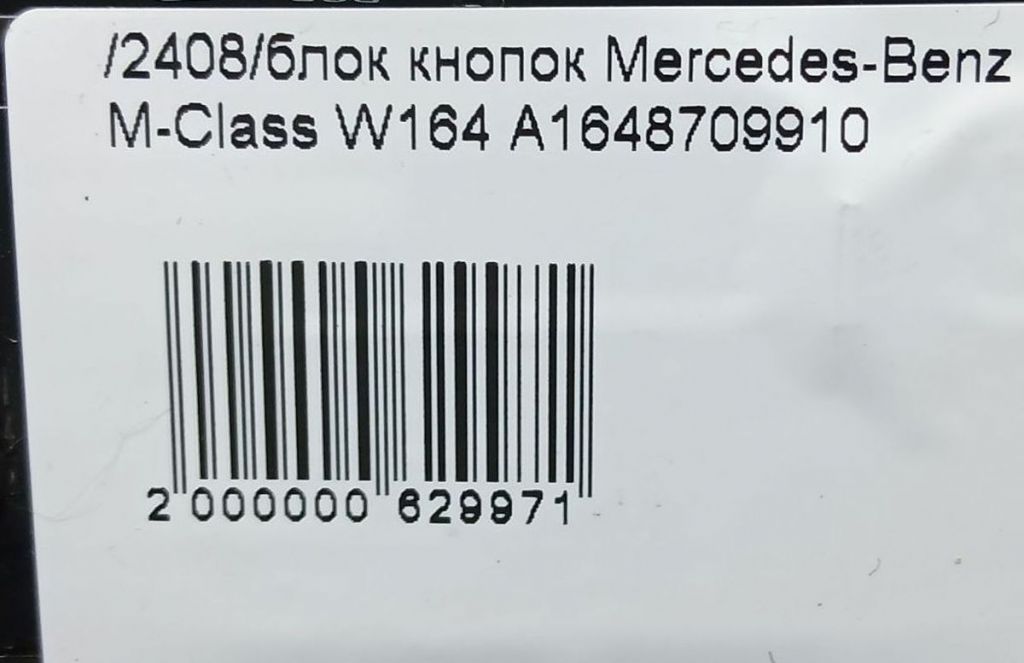 /2408/блок кнопок Mercedes-Benz
M-Class W164 A1648709910
2 000000 629971